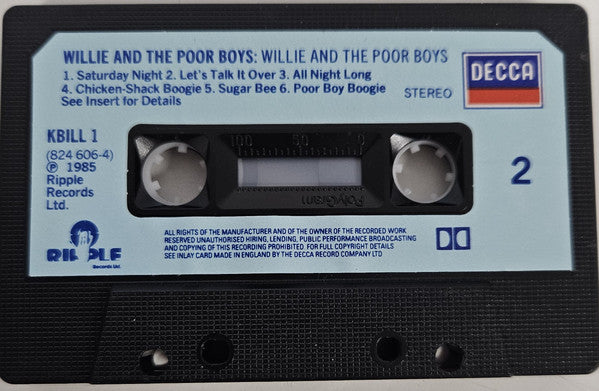 WILLIE AND THE POOR BOYS: WILLIE AND THE POOR BOYS
1. Saturday Night 2. Let's Talk It Over 3. All Night Long
4. Chicken-Shack Boogie 5. Sugar Bee 6. Poor Boy Boogie
See Insert for Details
STEREO
DECCA
KBILL 1
(824 606-4)
℗ 1985
Ripple
Records
Ltd.
100 50 0
PolyGram
2
RIPPLE
Records Ltd.
ALL RIGHTS OF THE MANUFACTURER AND OF THE OWNER OF THE RECORDED WORK
RESERVED UNAUTHORISED HIRING, LENDING, PUBLIC PERFORMANCE BROADCASTING
AND COPYING OF THIS RECORDING PROHIBITED. FOR FULL COPYRIGHT DETAILS
SEE INLAY CARD MADE IN ENGLAND BY THE DECCA RECORD COMPANY LTD